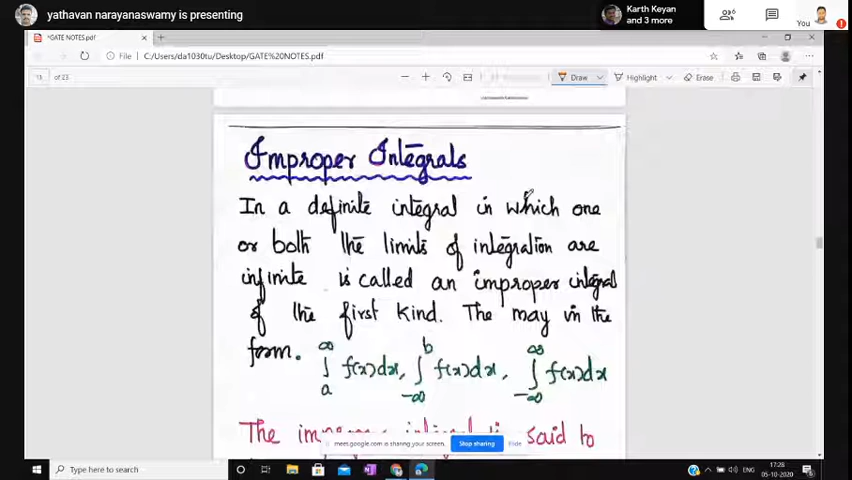 yathavan narayanaswamy is presenting
Karth Keyan
and 3 more
6
You
*GATE NOTES.pdf
File
C:/Users/da1030tu/Desktop/GATE%20NOTES.pdf
13 of 23
Draw
Highlight
Erase
Improper Integrals
In a definite integral in which one
or both the limits of integration are
infinite is called an improper integral
of the first kind. The may in the
form. ∫_a^∞ f(x)dx, ∫_{-∞}^b f(x)dx, ∫_{-∞}^∞ f(x)dx
The said to
meet.google.com is sharing your screen.
Stop sharing
Hide
Type here to search
17:28
05-10-2020